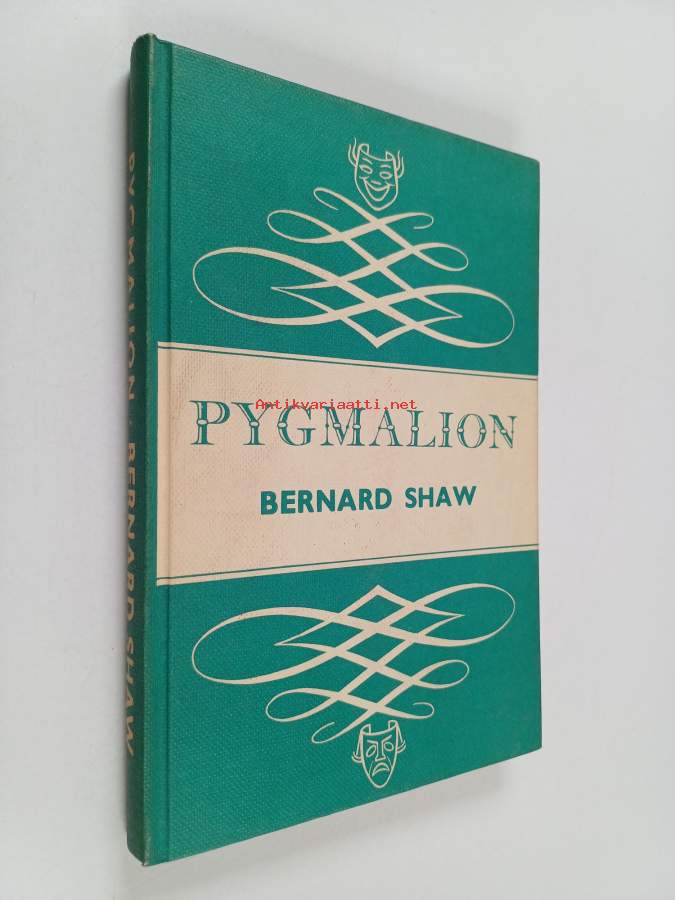 PYGMALION · BERNARD SHAW
Antikvariaatti.net
PYGMALION
BERNARD SHAW